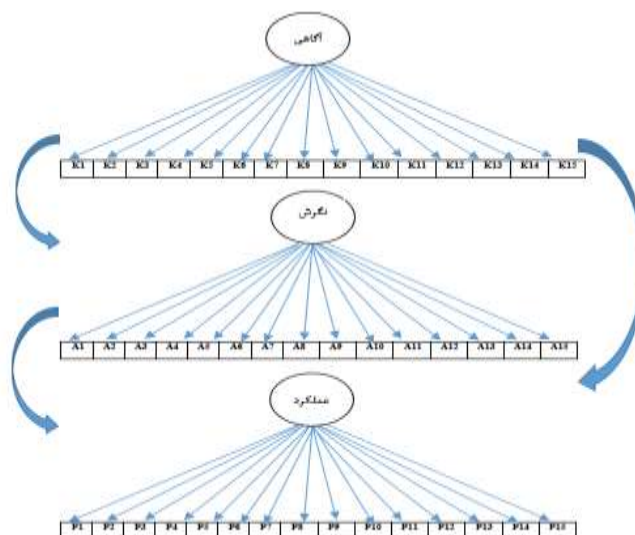 آگاهی
K1 K2 K3 K4 K5 K6 K7 K8 K9 K10 K11 K12 K13 K14 K15
نگرش
A1 A2 A3 A4 A5 A6 A7 A8 A9 A10 A11 A12 A13 A14 A15
عملکرد
P1 P2 P3 P4 P5 P6 P7 P8 P9 P10 P11 P12 P13 P14 P15